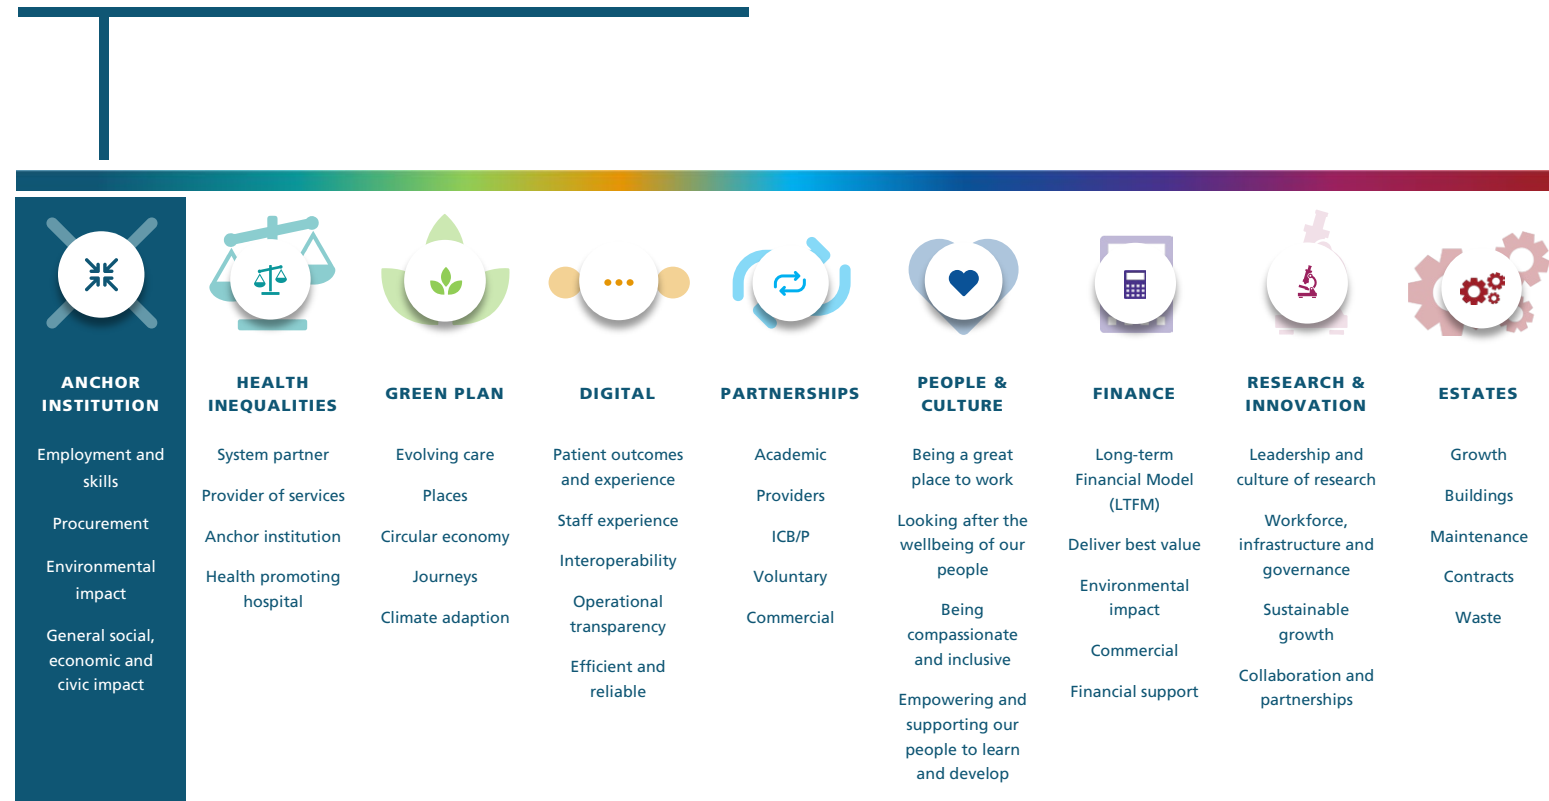 ANCHOR
INSTITUTION
Employment and
skills
Procurement
Environmental
impact
General social,
economic and
civic impact
HEALTH
INEQUALITIES
System partner
Provider of services
Anchor institution
Health promoting
hospital
GREEN PLAN
Evolving care
Places
Circular economy
Journeys
Climate adaption
DIGITAL
Patient outcomes
and experience
Staff experience
Interoperability
Operational
transparency
Efficient and
reliable
PARTNERSHIPS
Academic
Providers
ICB/P
Voluntary
Commercial
PEOPLE &
CULTURE
Being a great
place to work
Looking after the
wellbeing of our
people
Being
compassionate
and inclusive
Empowering and
supporting our
people to learn
and develop
FINANCE
Long-term
Financial Model
(LTFM)
Deliver best value
Environmental
impact
Commercial
Financial support
RESEARCH &
INNOVATION
Leadership and
culture of research
Workforce,
infrastructure and
governance
Sustainable
growth
Collaboration and
partnerships
ESTATES
Growth
Buildings
Maintenance
Contracts
Waste